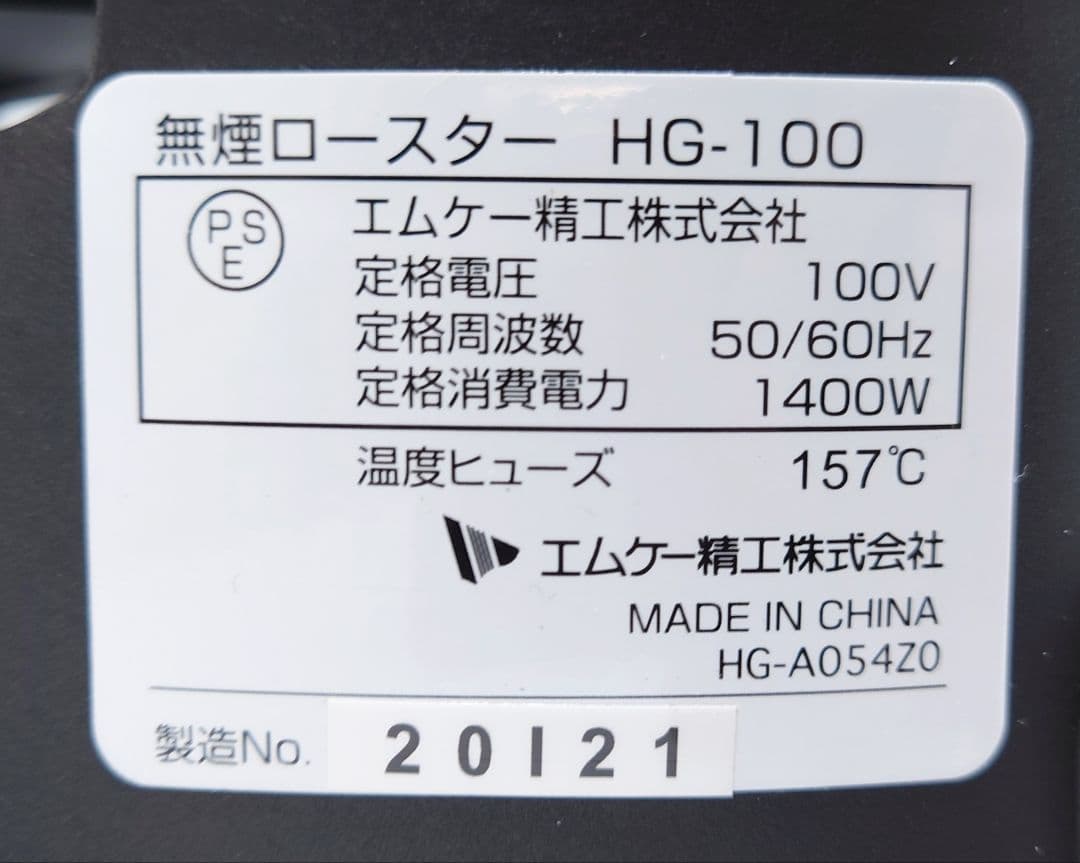 無煙ロースター HG-100
PSE
エムケー精工株式会社
定格電圧 100V
定格周波数 50/60Hz
定格消費電力 1400W
温度ヒューズ 157℃
エムケー精工株式会社
MADE IN CHINA
HG-A054Z0
製造No. 20I21